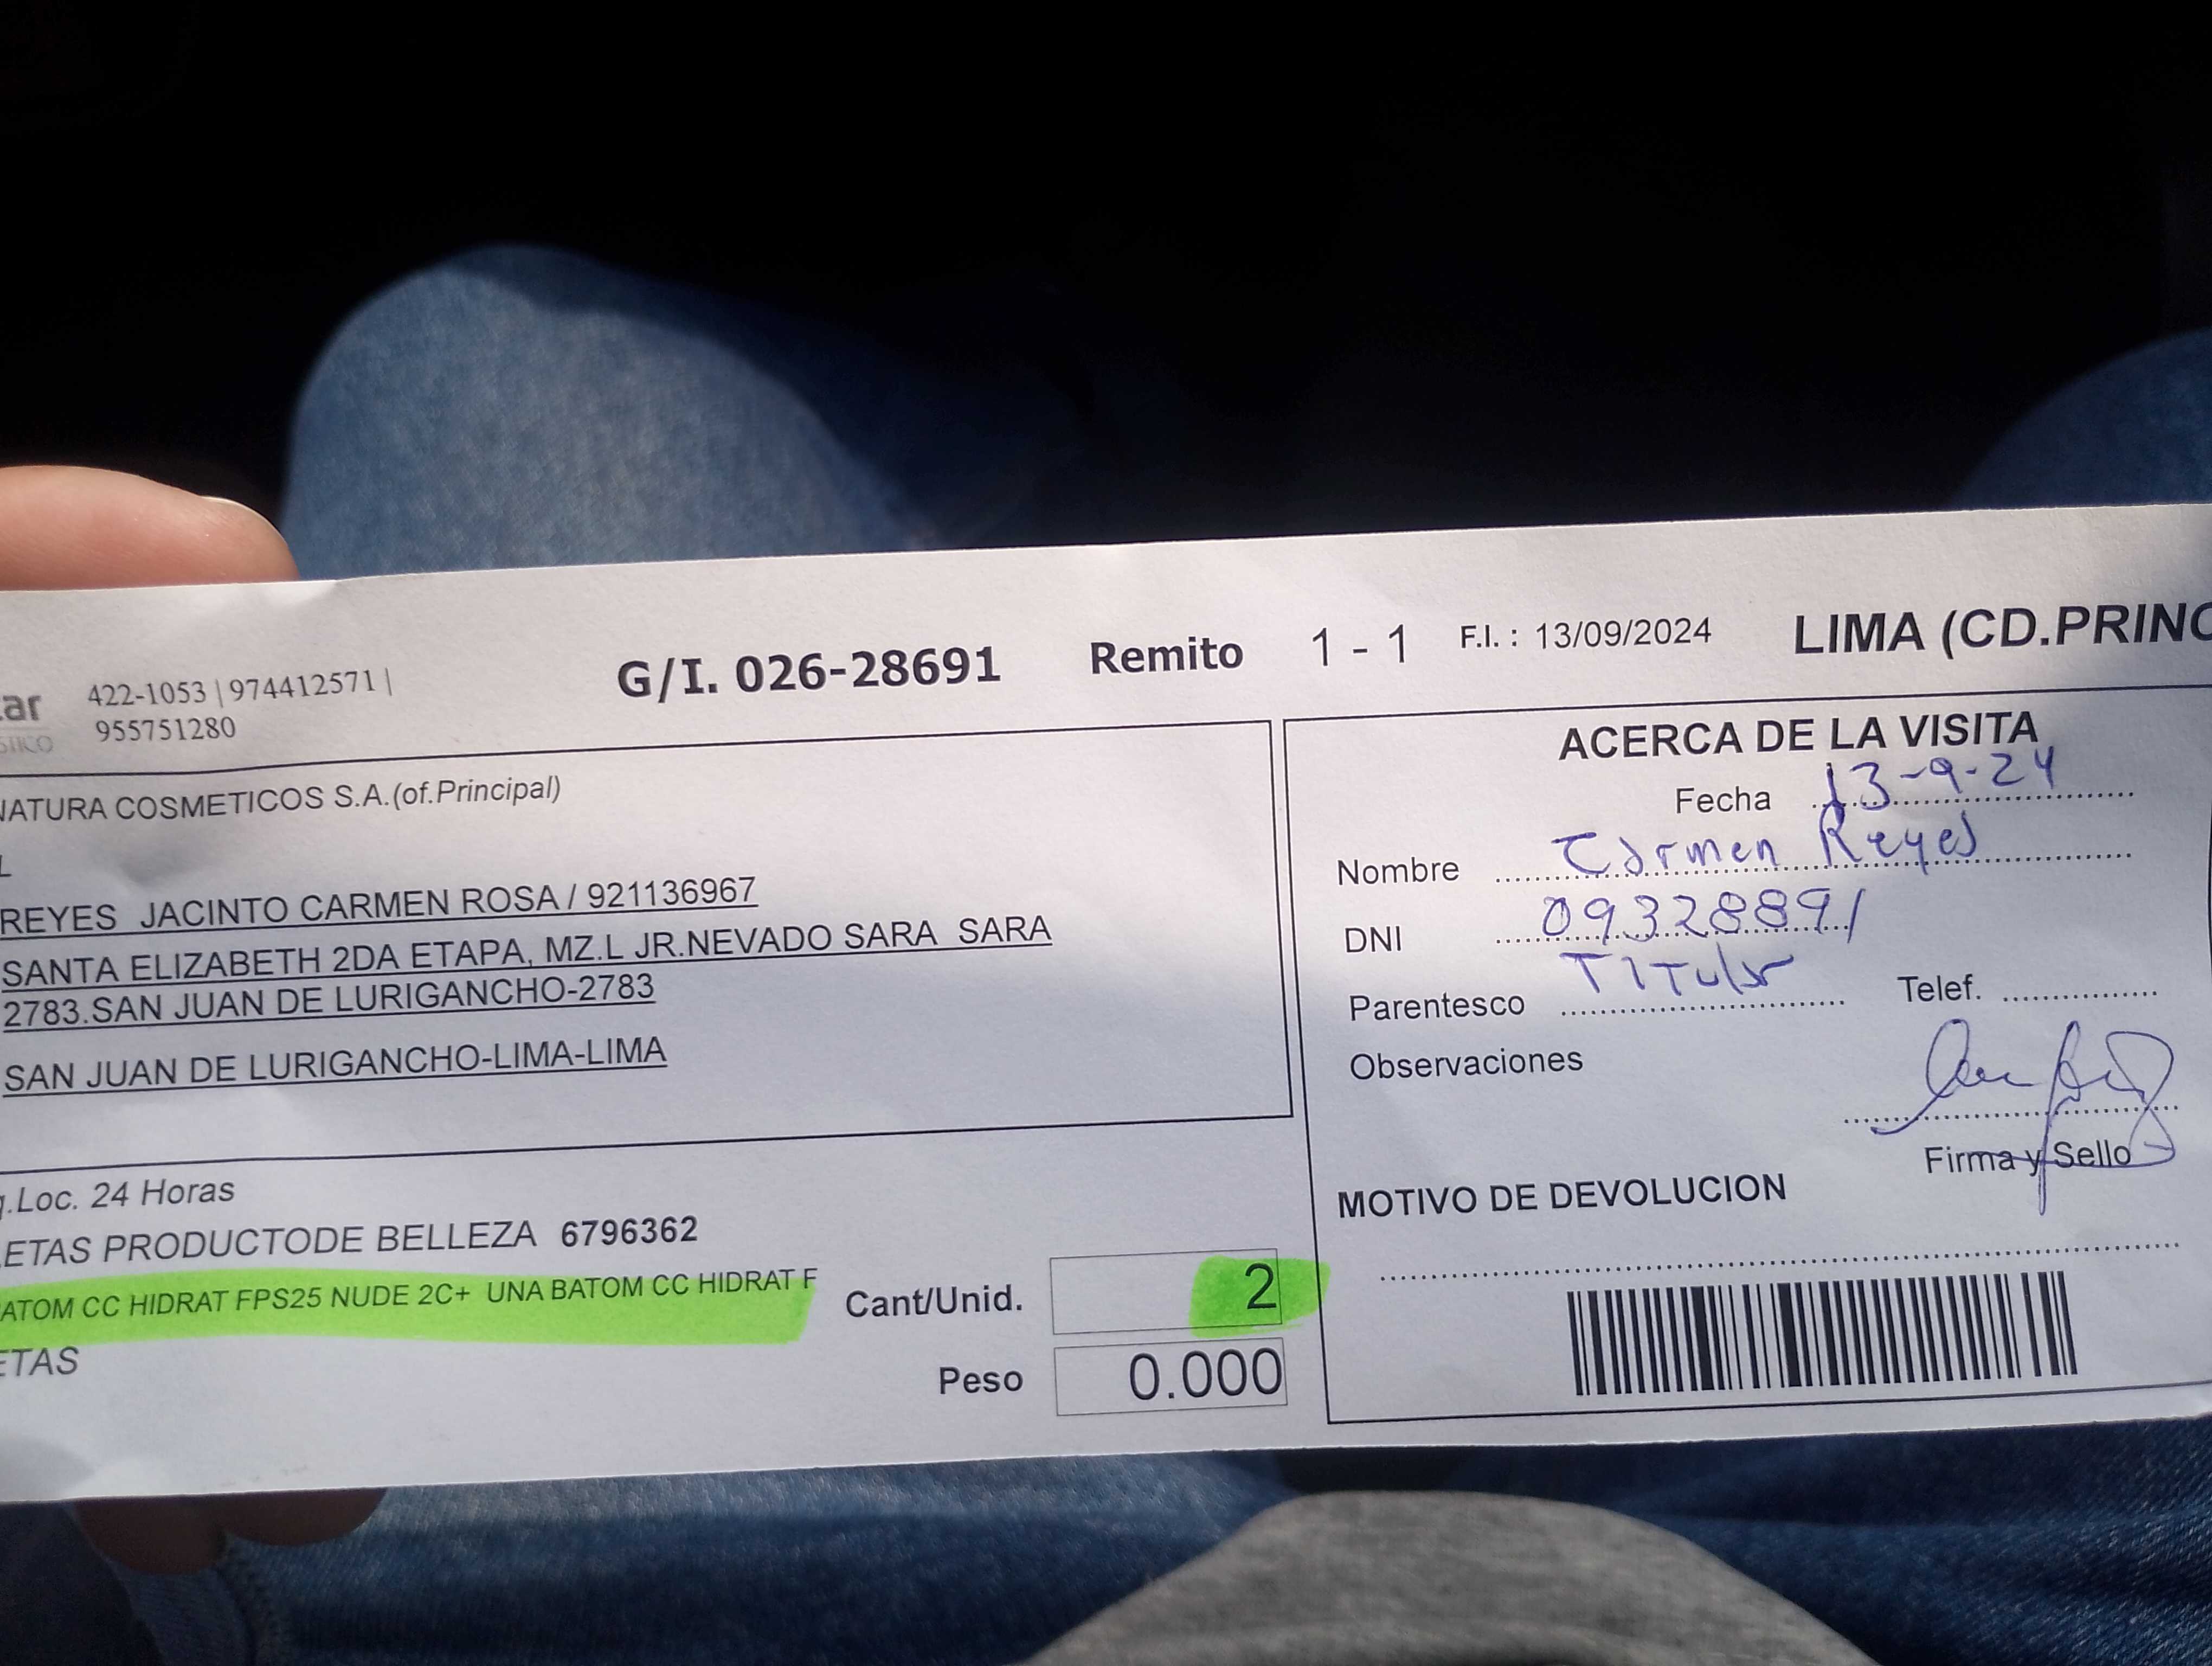 ar 422-1053 | 974412571 |
955751280
G/I. 026-28691 Remito 1 - 1 F.I. : 13/09/2024 LIMA (CD.PRINC
NATURA COSMETICOS S.A.(of.Principal)
L
REYES JACINTO CARMEN ROSA / 921136967
SANTA ELIZABETH 2DA ETAPA, MZ.L JR.NEVADO SARA SARA
2783.SAN JUAN DE LURIGANCHO-2783
SAN JUAN DE LURIGANCHO-LIMA-LIMA
.Loc. 24 Horas
ETAS PRODUCTODE BELLEZA 6796362
ATOM CC HIDRAT FPS25 NUDE 2C+ UNA BATOM CC HIDRAT F
ETAS
Cant/Unid. 2
Peso 0.000
ACERCA DE LA VISITA
Fecha 13-9-24
Nombre Carmen Reyes
DNI 09328891
Parentesco Titular Telef.
Observaciones
Firma y Sello
MOTIVO DE DEVOLUCION